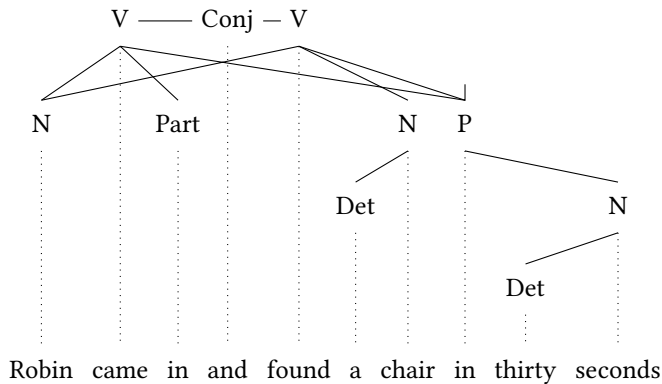 V Conj V
N Part N P
Det N
Det
Robin came in and found a chair in thirty seconds